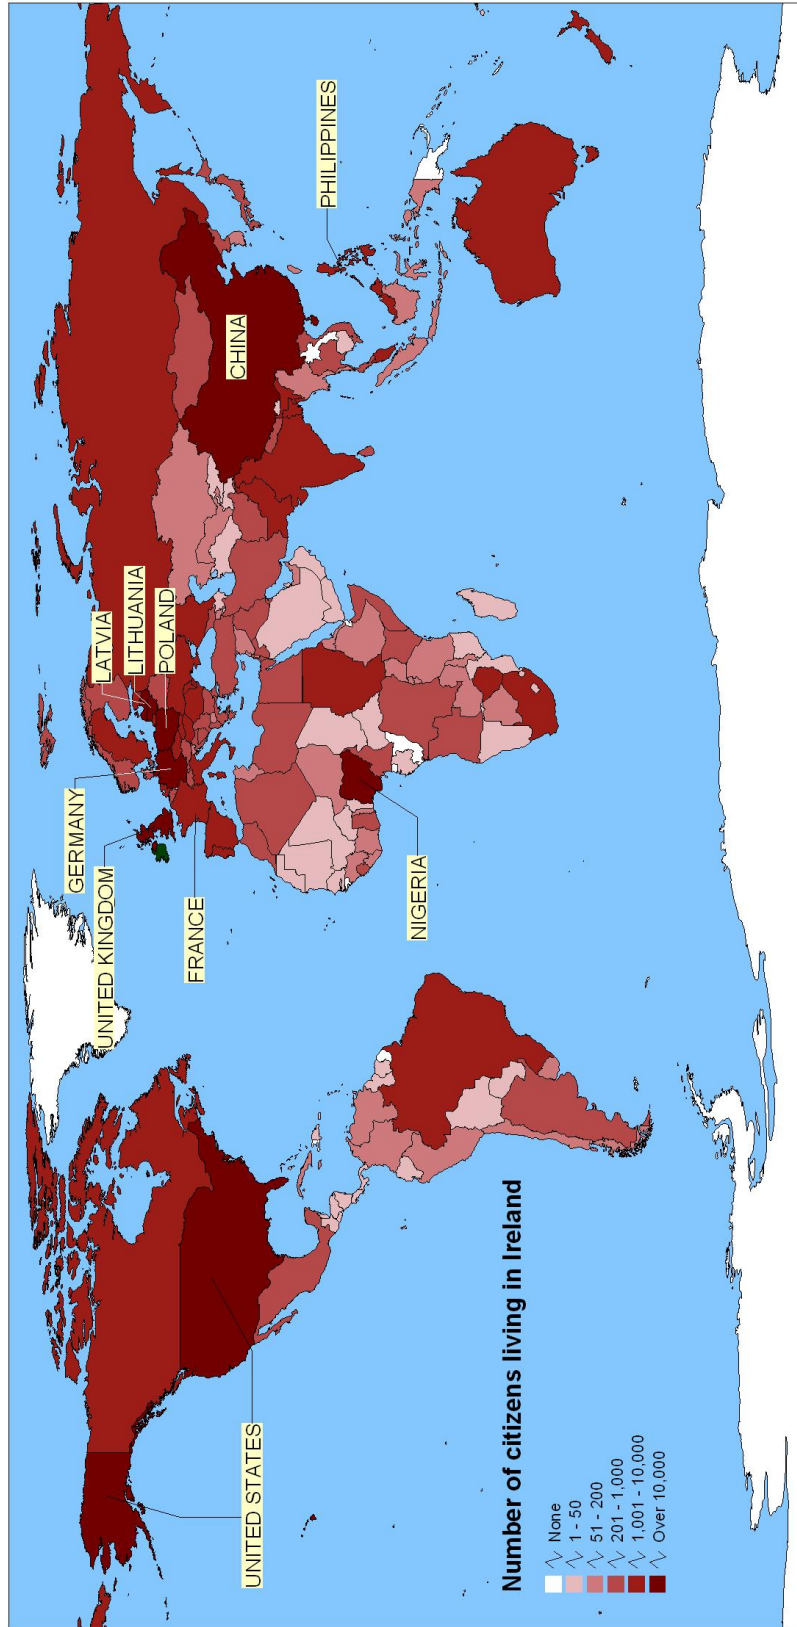 LATVIA
LITHUANIA
POLAND
GERMANY
UNITED KINGDOM
FRANCE
UNITED STATES
CHINA
PHILIPPINES
NIGERIA
Number of citizens living in Ireland
None
1 - 50
51 - 200
201 - 1,000
1,001 - 10,000
Over 10,000